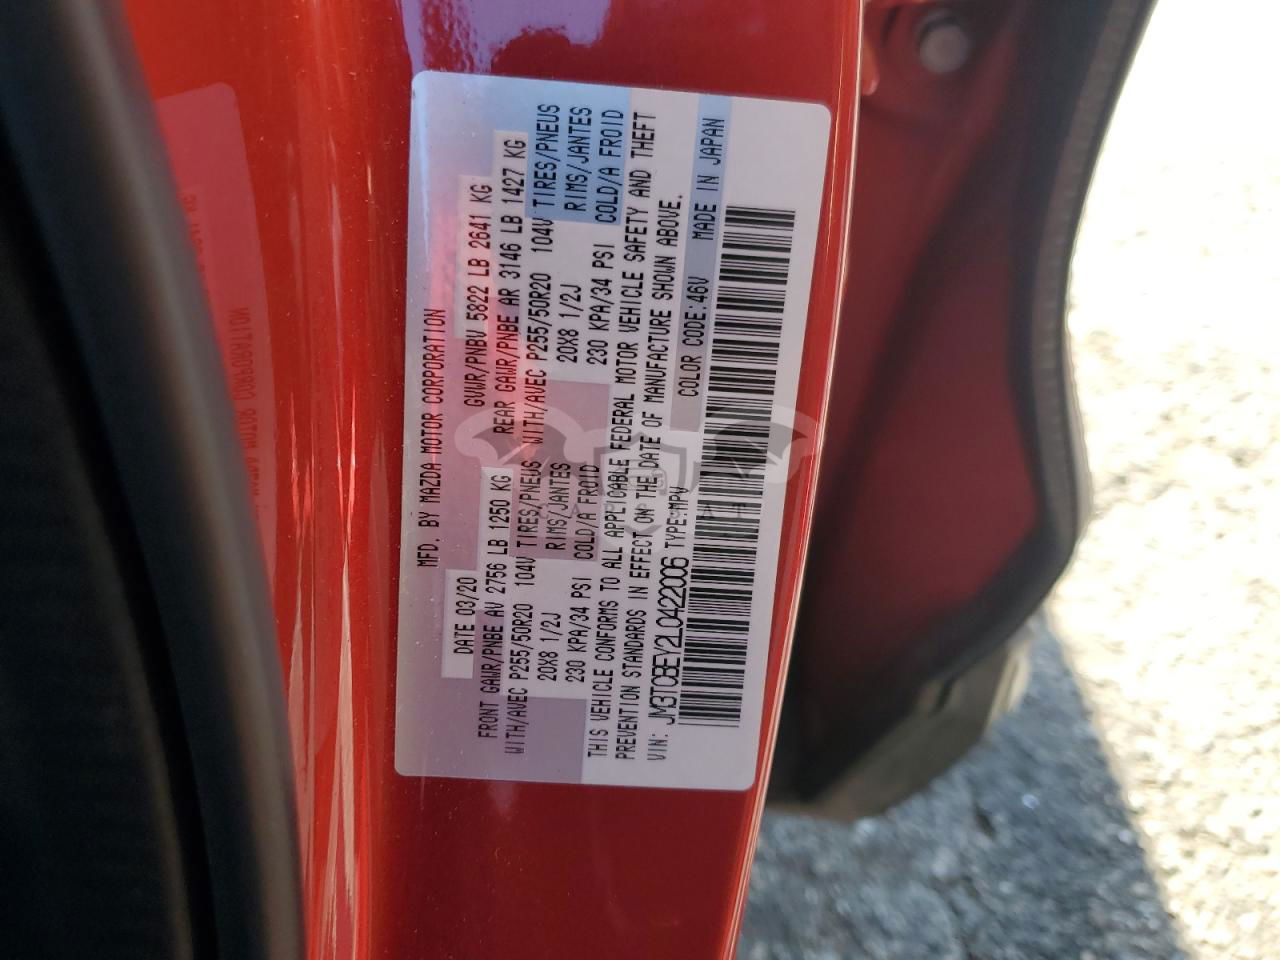 MFD. BY MAZDA MOTOR CORPORATION
DATE 03/20 GVWR/PNBV 5822 LB 2641 KG
FRONT GAWR/PNBE AV 2756 LB 1250 KG REAR GAWR/PNBE AR 3146 LB 1427 KG
WITH/AVEC P255/50R20 104V TIRES/PNEUS WITH/AVEC P255/50R20 104V TIRES/PNEUS
20X8 1/2J RIMS/JANTES 20X8 1/2J RIMS/JANTES
230 KPA/34 PSI COLD/A FROID 230 KPA/34 PSI COLD/A FROID
THIS VEHICLE CONFORMS TO ALL APPLICABLE FEDERAL MOTOR VEHICLE SAFETY AND THEFT
PREVENTION STANDARDS IN EFFECT ON THE DATE OF MANUFACTURE SHOWN ABOVE.
VIN: JM3TCBEY2L0422006 TYPE:MPV COLOR CODE:46V MADE IN JAPAN